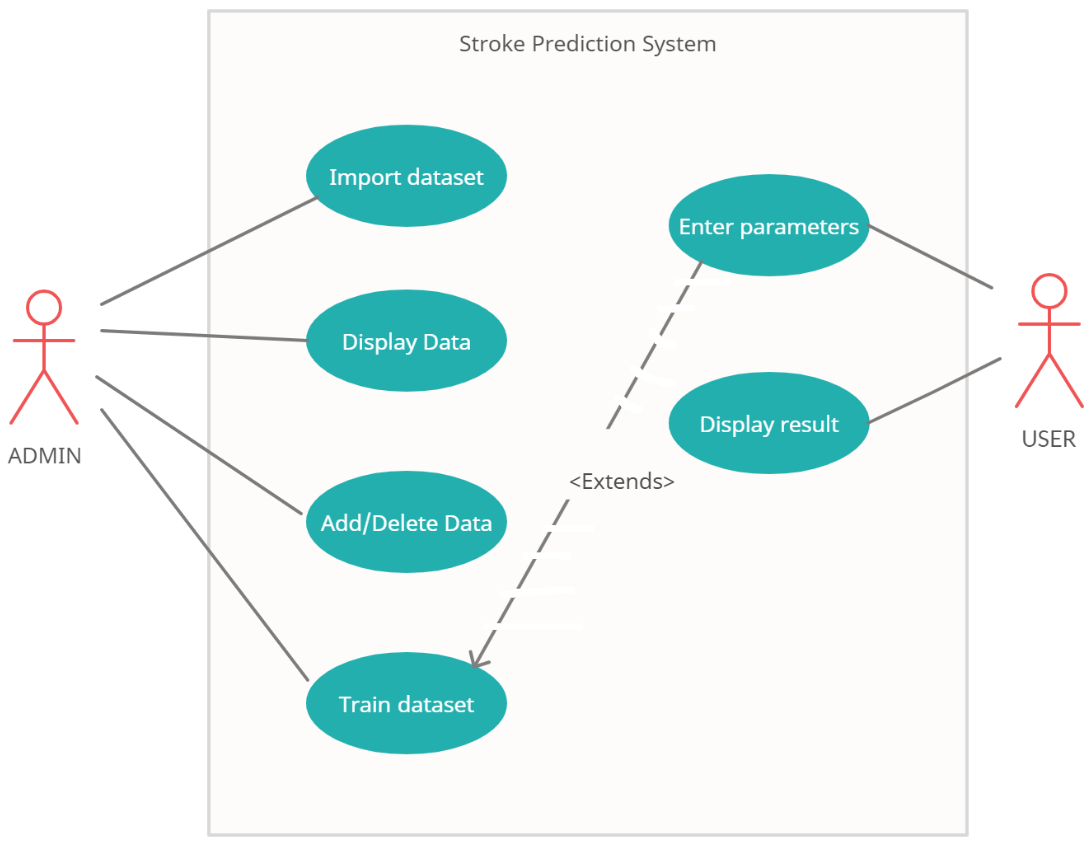 Stroke Prediction System
Import dataset
Enter parameters
Display Data
Display result
ADMIN
USER
<Extends>
Add/Delete Data
Train dataset